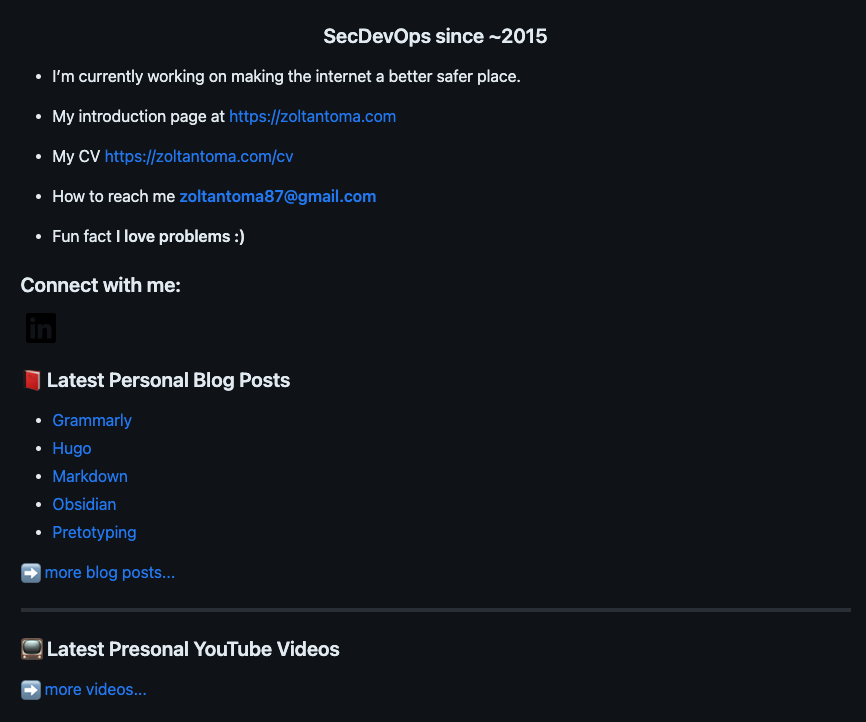 SecDevOps since ~2015
• I'm currently working on making the internet a better safer place.
• My introduction page at https://zoltantoma.com
• My CV https://zoltantoma.com/cv
• How to reach me zoltantoma87@gmail.com
• Fun fact I love problems :)
Connect with me:
in
📕 Latest Personal Blog Posts
• Grammarly
• Hugo
• Markdown
• Obsidian
• Pretotyping
➡️ more blog posts...
📺 Latest Presonal YouTube Videos
➡️ more videos...